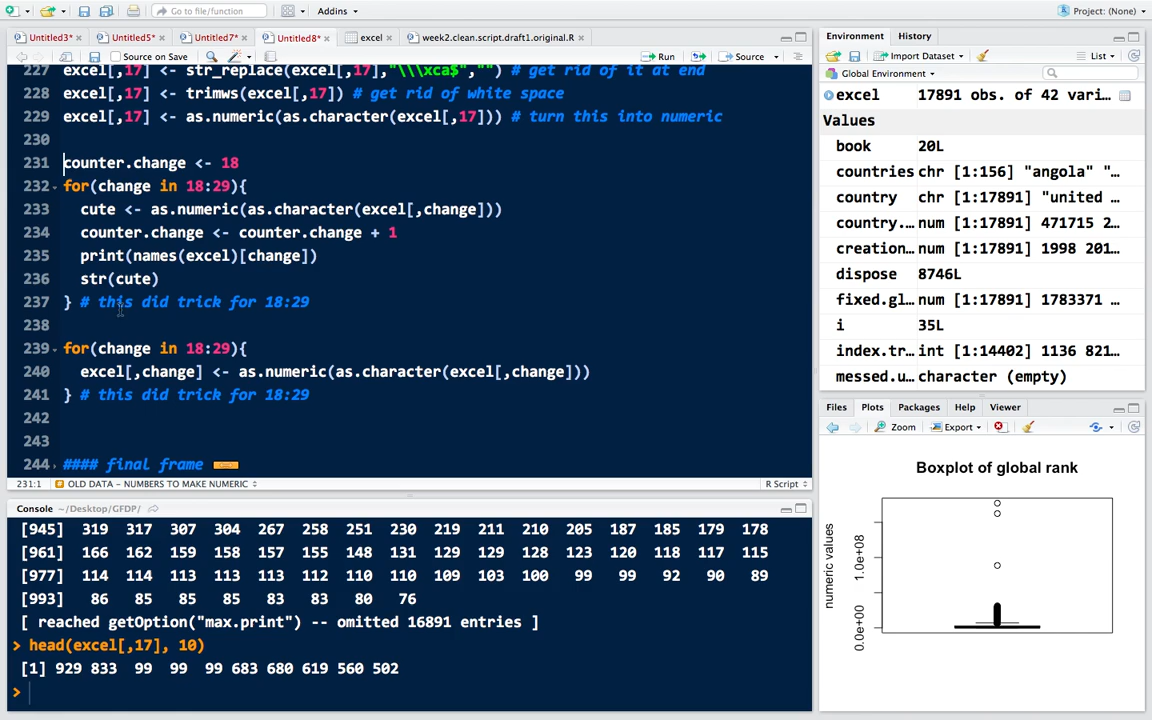 Go to file/function
Addins
Project: (None)
Untitled3*
Untitled5*
Untitled7*
Untitled8*
excel
week2.clean.script.draft1.original.R
Source on Save
Run
Source
227 excel[,17] <- str_replace(excel[,17],"\\\xca$","") # get rid of it at end
228 excel[,17] <- trimws(excel[,17]) # get rid of white space
229 excel[,17] <- as.numeric(as.character(excel[,17])) # turn this into numeric
230
231 counter.change <- 18
232 for(change in 18:29){
233 cute <- as.numeric(as.character(excel[,change]))
234 counter.change <- counter.change + 1
235 print(names(excel)[change])
236 str(cute)
237 } # this did trick for 18:29
238
239 for(change in 18:29){
240 excel[,change] <- as.numeric(as.character(excel[,change]))
241 } # this did trick for 18:29
242
243
244 #### final frame
231:1
OLD DATA - NUMBERS TO MAKE NUMERIC
R Script
Console ~/Desktop/GFDP/
[945] 319 317 307 304 267 258 251 230 219 211 210 205 187 185 179 178
[961] 166 162 159 158 157 155 148 131 129 129 128 123 120 118 117 115
[977] 114 114 113 113 113 112 110 110 109 103 100 99 99 92 90 89
[993] 86 85 85 85 83 83 80 76
[ reached getOption("max.print") -- omitted 16891 entries ]
> head(excel[,17], 10)
[1] 929 833 99 99 99 683 680 619 560 502
>
Environment
History
Import Dataset
List
Global Environment
excel 17891 obs. of 42 vari…
Values
book 20L
countries chr [1:156] "angola" "…
country chr [1:17891] "united …
country.… num [1:17891] 471715 2…
creation… num [1:17891] 1998 201…
dispose 8746L
fixed.gl… num [1:17891] 1783371 …
i 35L
index.tr… int [1:14402] 1136 821…
messed.u… character (empty)
Files
Plots
Packages
Help
Viewer
Zoom
Export
Boxplot of global rank
numeric values
0.0e+00
1.0e+08